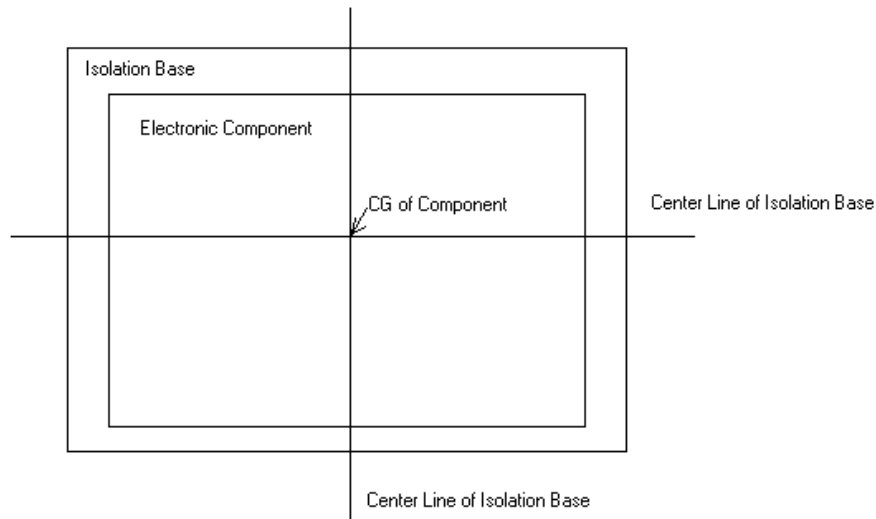 Isolation Base
Electronic Component
CG of Component
Center Line of Isolation Base
Center Line of Isolation Base